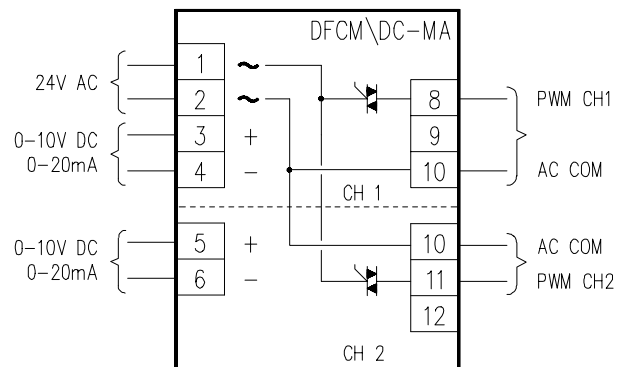 DFCM\DC-MA
24V AC
1 ~
2 ~
8
PWM CH1
0-10V DC
0-20mA
3 +
4 -
9
10
AC COM
CH 1
0-10V DC
0-20mA
5 +
6 -
10
AC COM
11
PWM CH2
12
CH 2